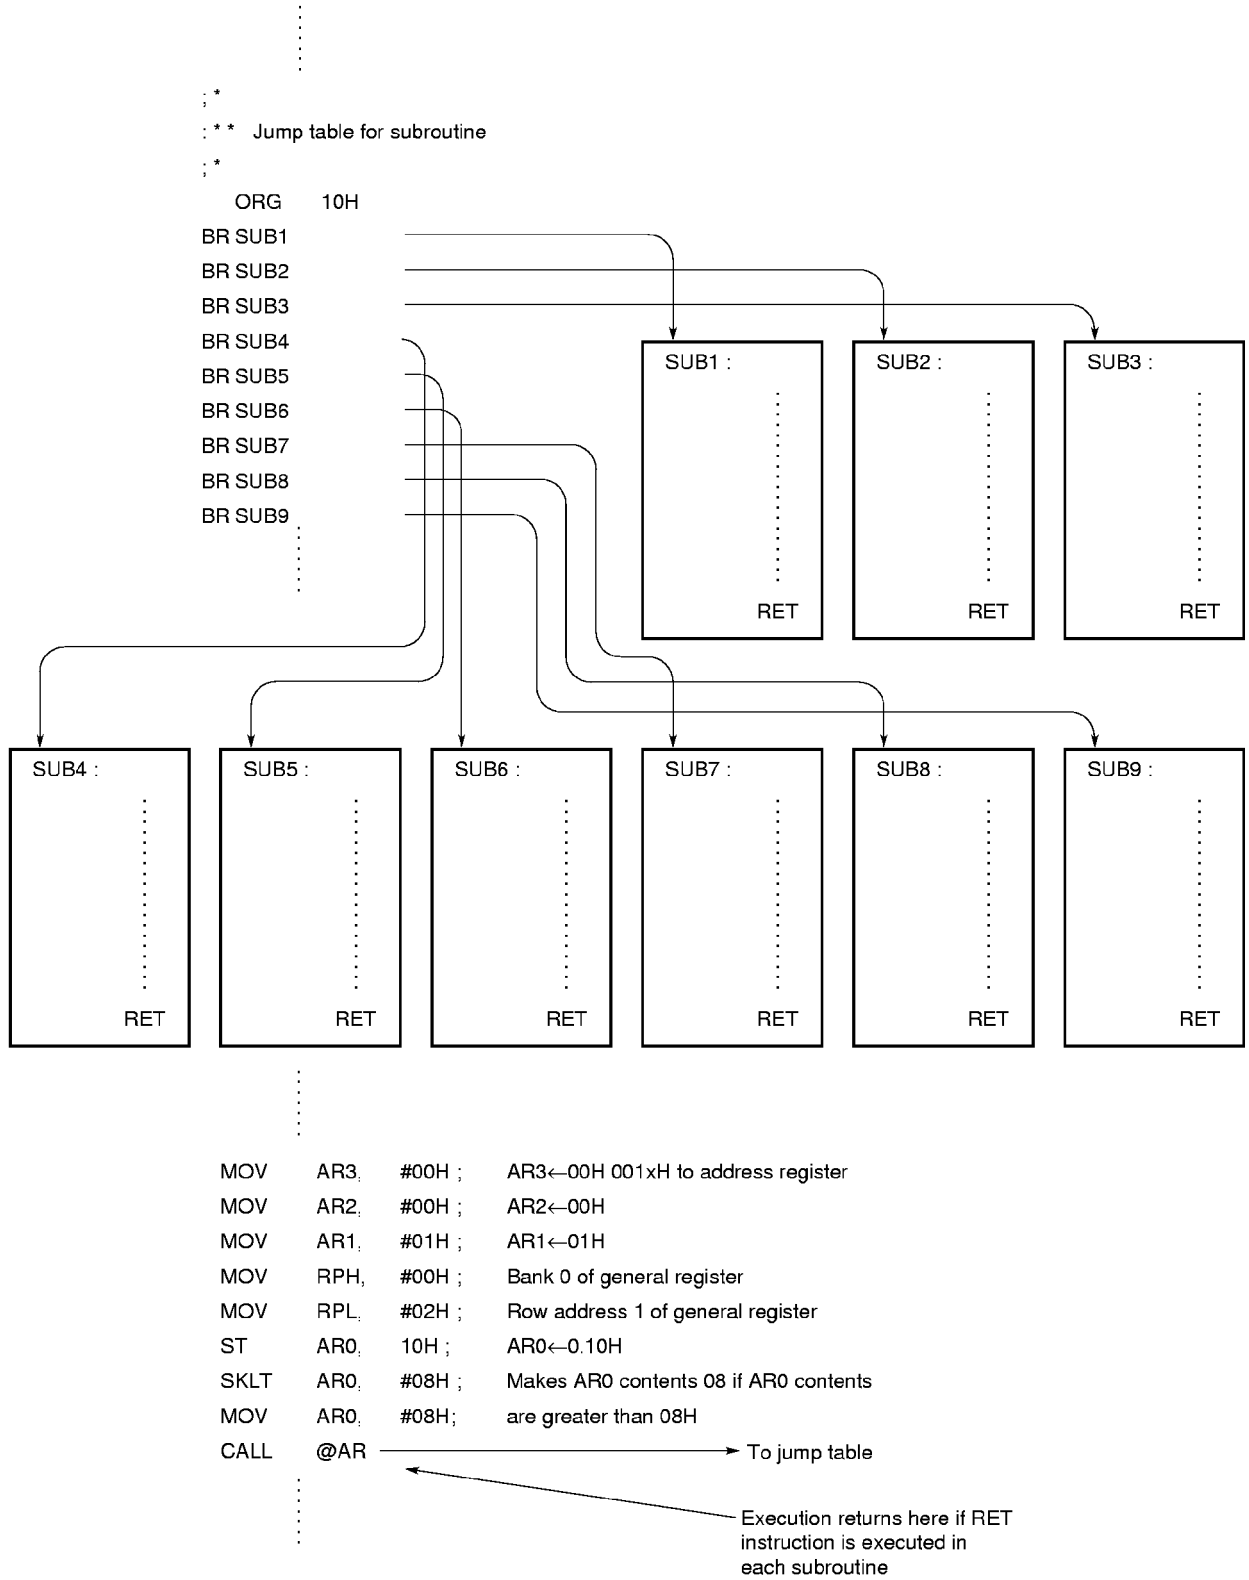 ; *
: * * Jump table for subroutine
; *
ORG 10H
BR SUB1
BR SUB2
BR SUB3
BR SUB4
BR SUB5
BR SUB6
BR SUB7
BR SUB8
BR SUB9
SUB1 :
RET
SUB2 :
RET
SUB3 :
RET
SUB4 :
RET
SUB5 :
RET
SUB6 :
RET
SUB7 :
RET
SUB8 :
RET
SUB9 :
RET
MOV AR3, #00H ; AR3←00H 001xH to address register
MOV AR2, #00H ; AR2←00H
MOV AR1, #01H ; AR1←01H
MOV RPH, #00H ; Bank 0 of general register
MOV RPL, #02H ; Row address 1 of general register
ST AR0, 10H ; AR0←0.10H
SKLT AR0, #08H ; Makes AR0 contents 08 if AR0 contents
MOV AR0, #08H; are greater than 08H
CALL @AR To jump table
Execution returns here if RET
instruction is executed in
each subroutine